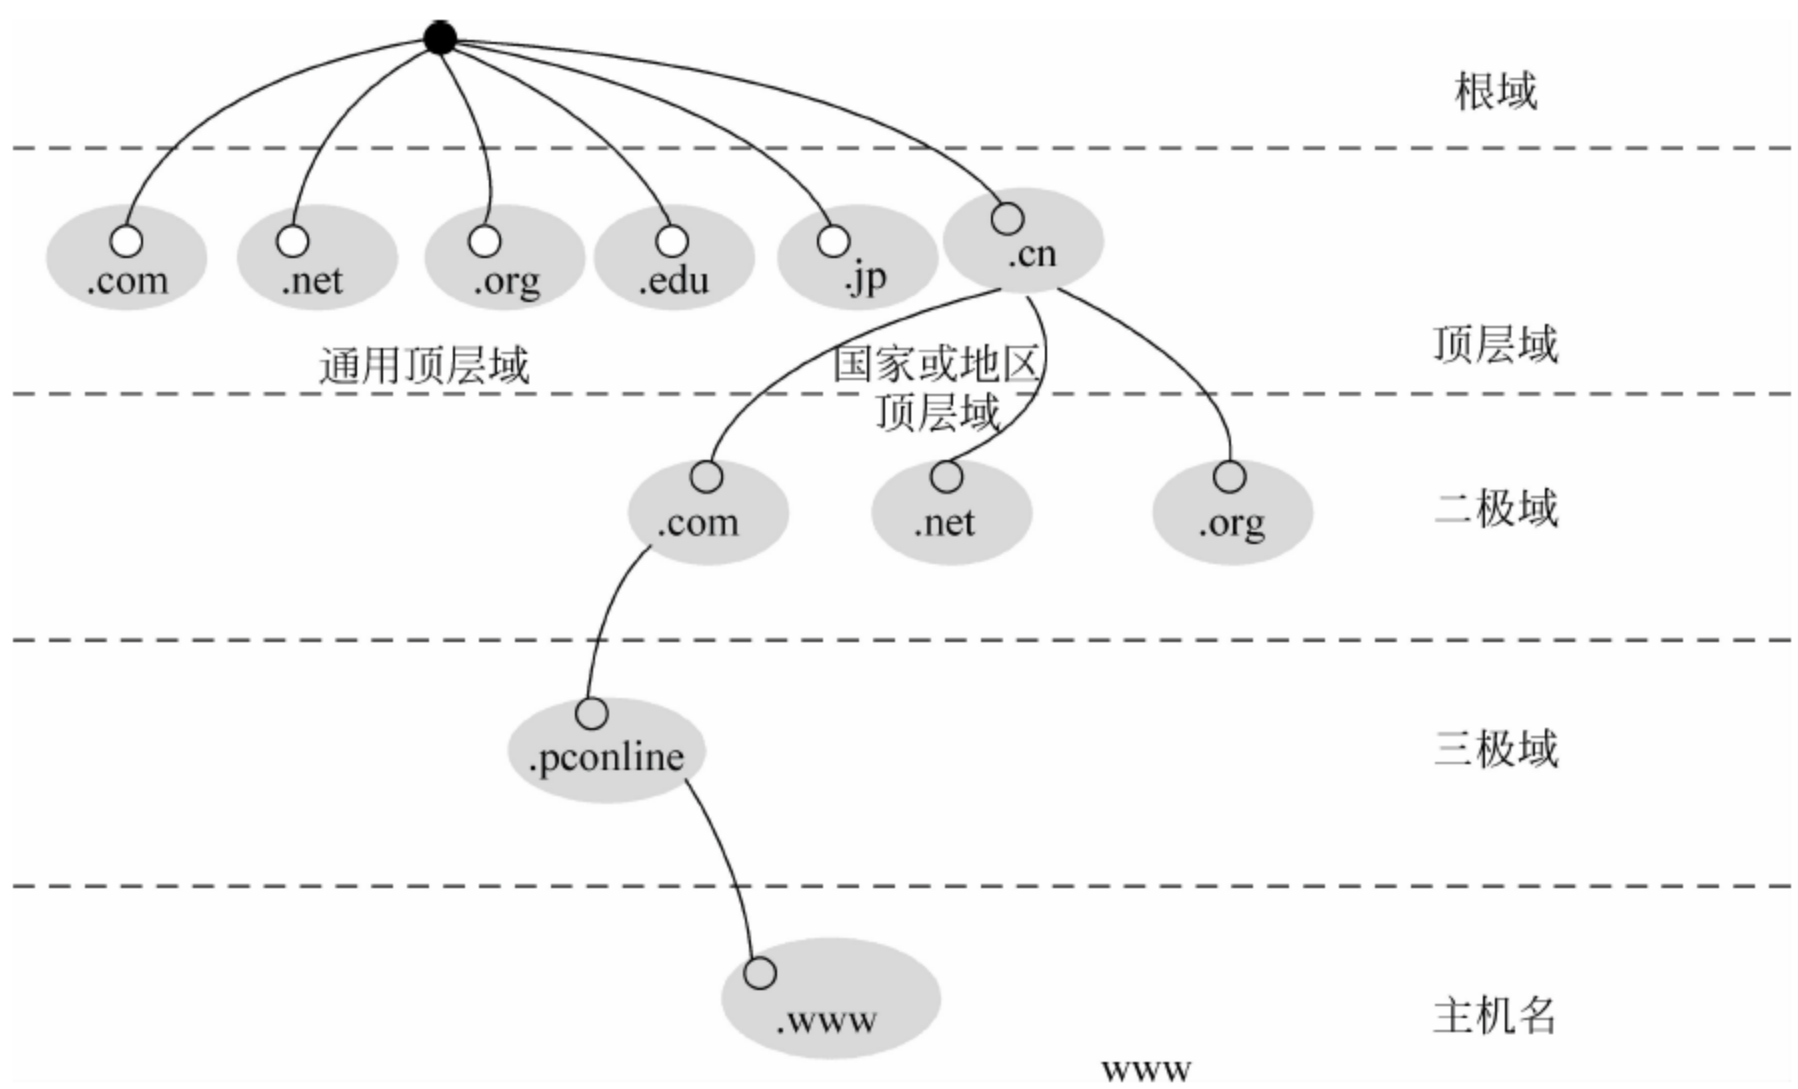 根域
.com
.net
.org
.edu
.jp
.cn
通用顶层域
国家或地区
顶层域
顶层域
.com
.net
.org
二极域
.pconline
三极域
.www
主机名
www